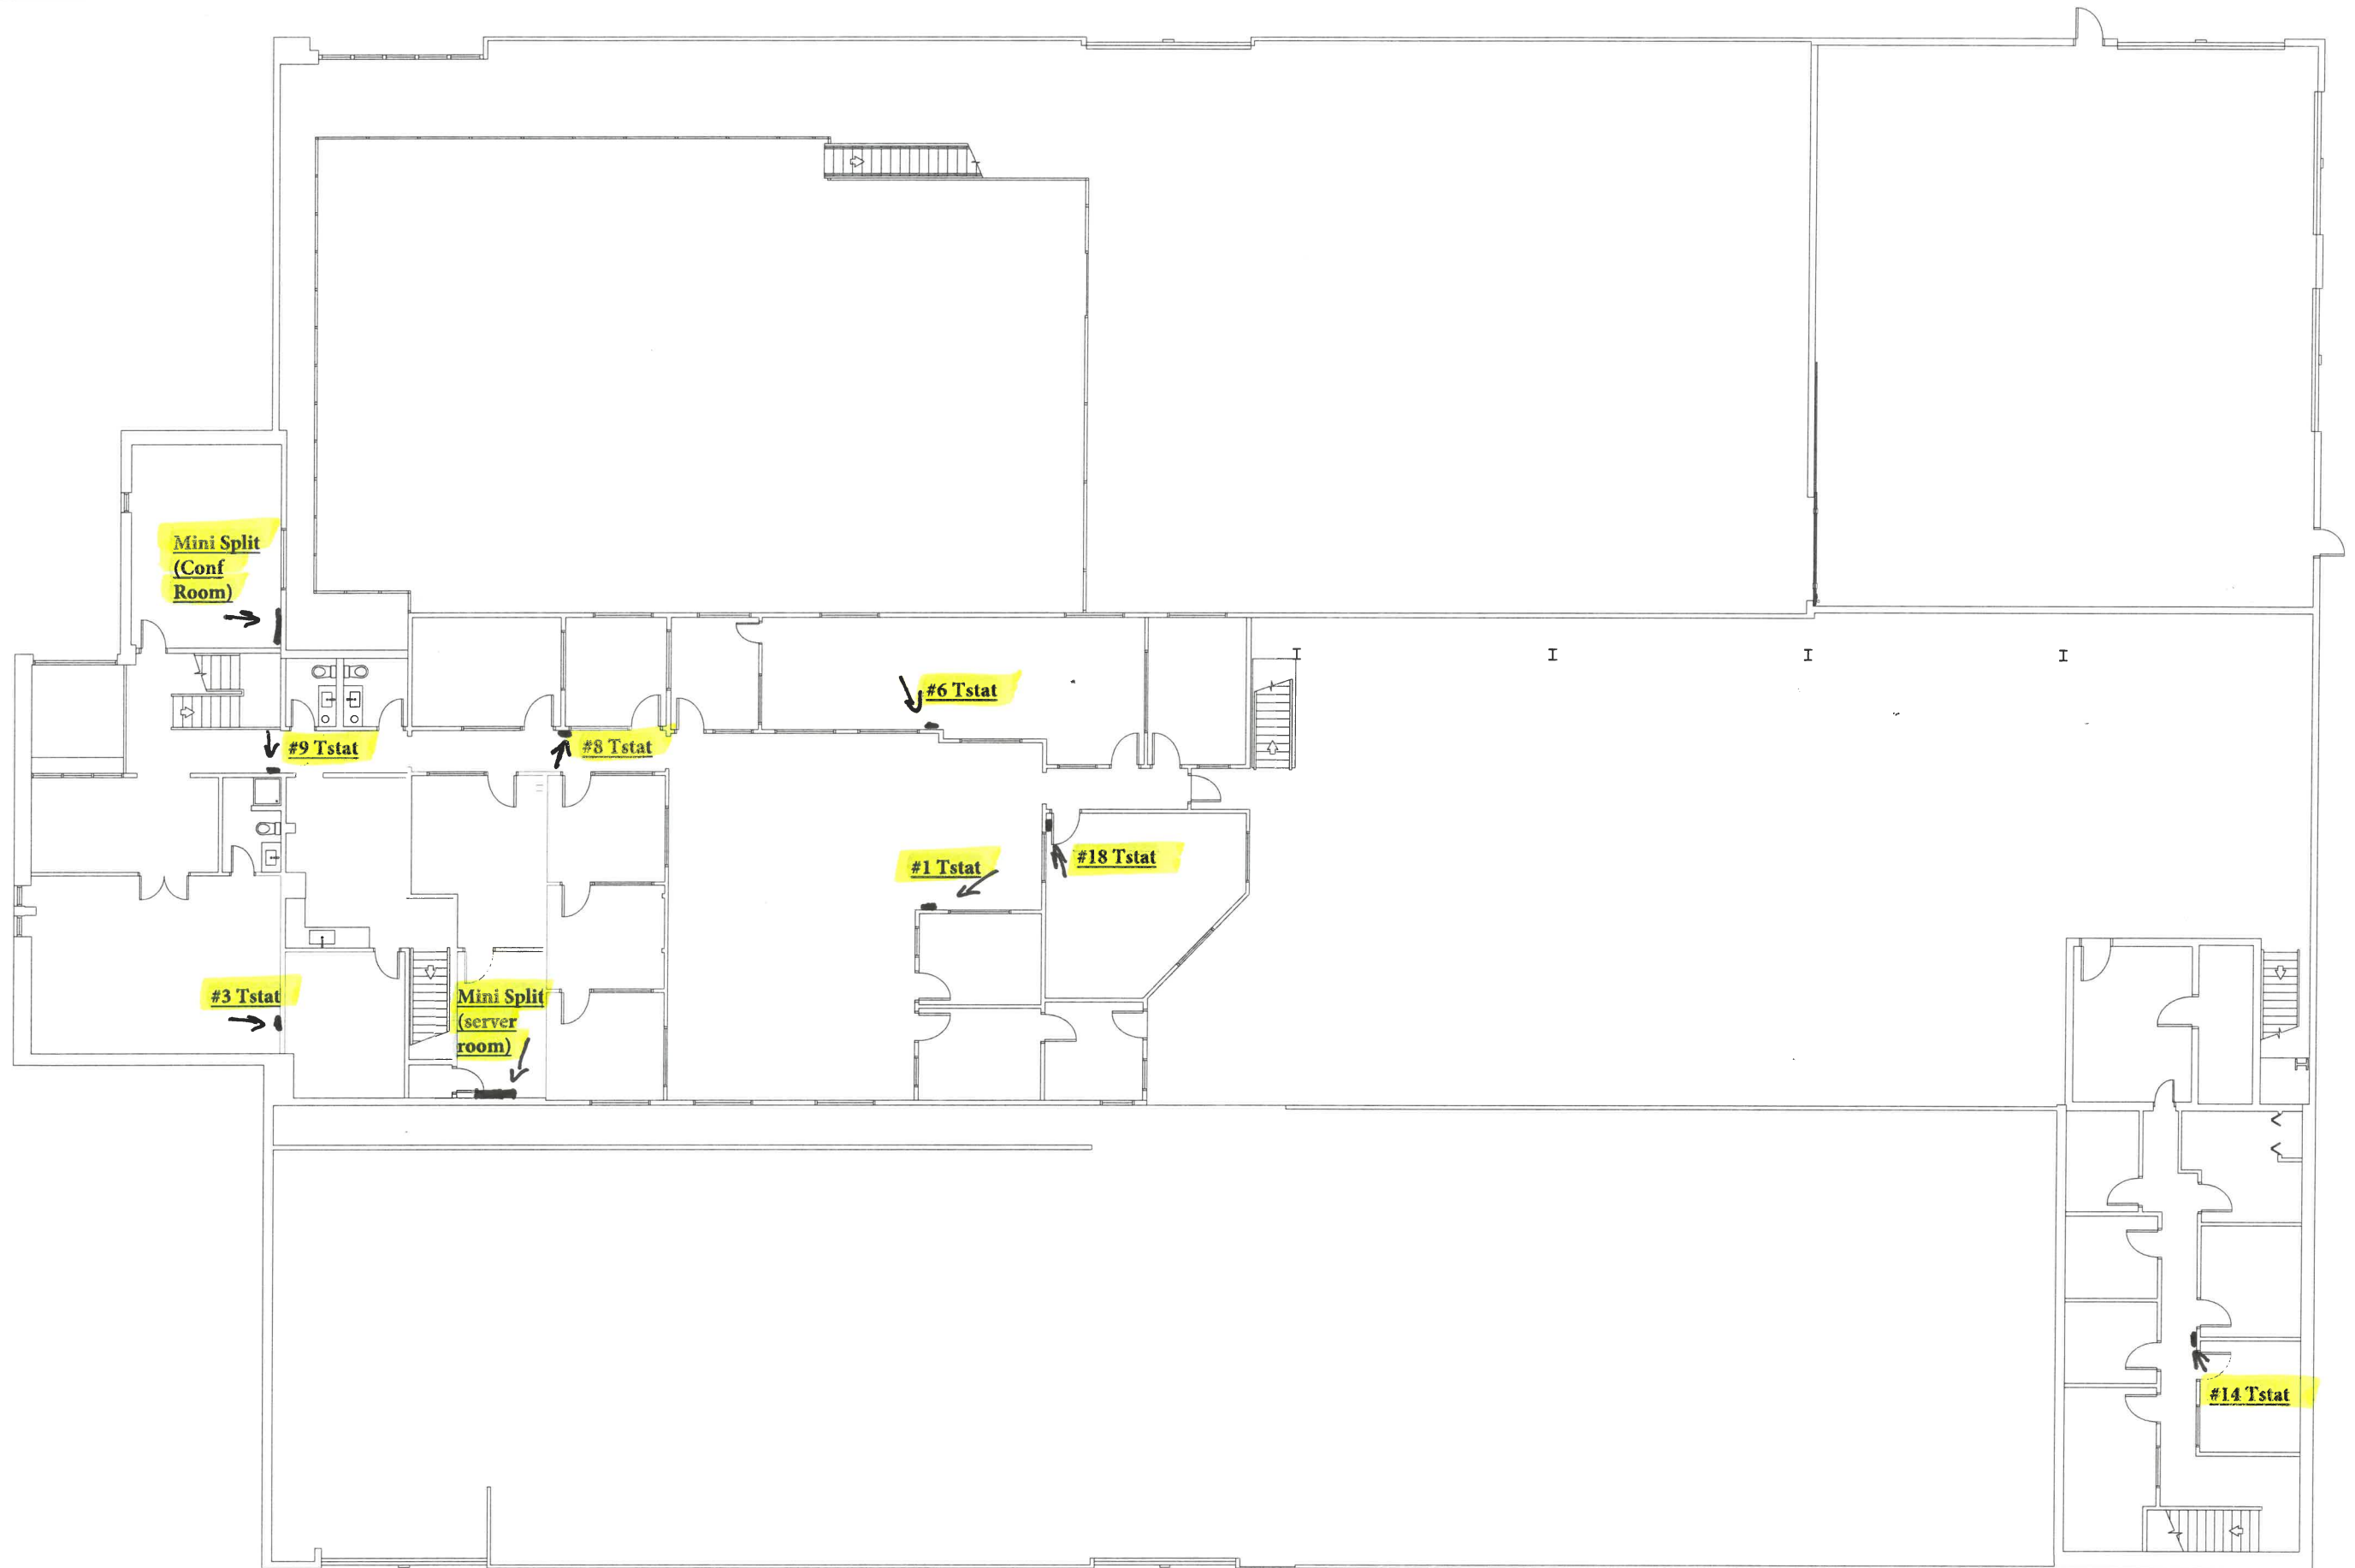 Mini Split
(Conf
Room)
#6 Tstat
#9 Tstat
#8 Tstat
#18 Tstat
#1 Tstat
#3 Tstat
Mini Split
(server
room)
#14 Tstat